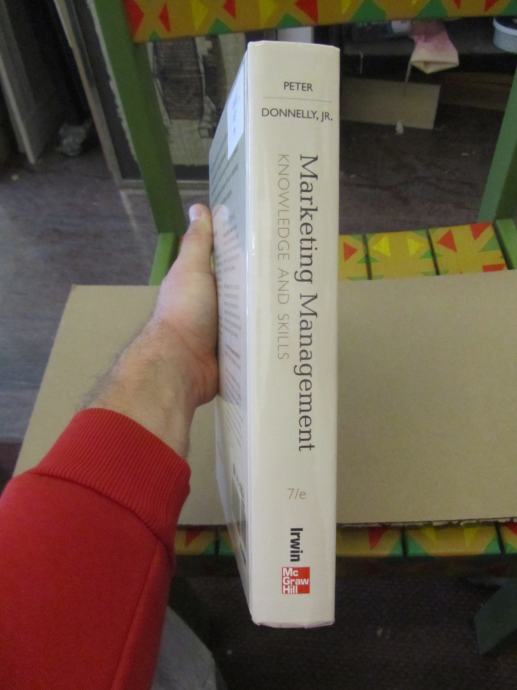 PETER
DONNELLY, JR.
Marketing Management
KNOWLEDGE AND SKILLS
7/e
Irwin
Mc
Graw
Hill